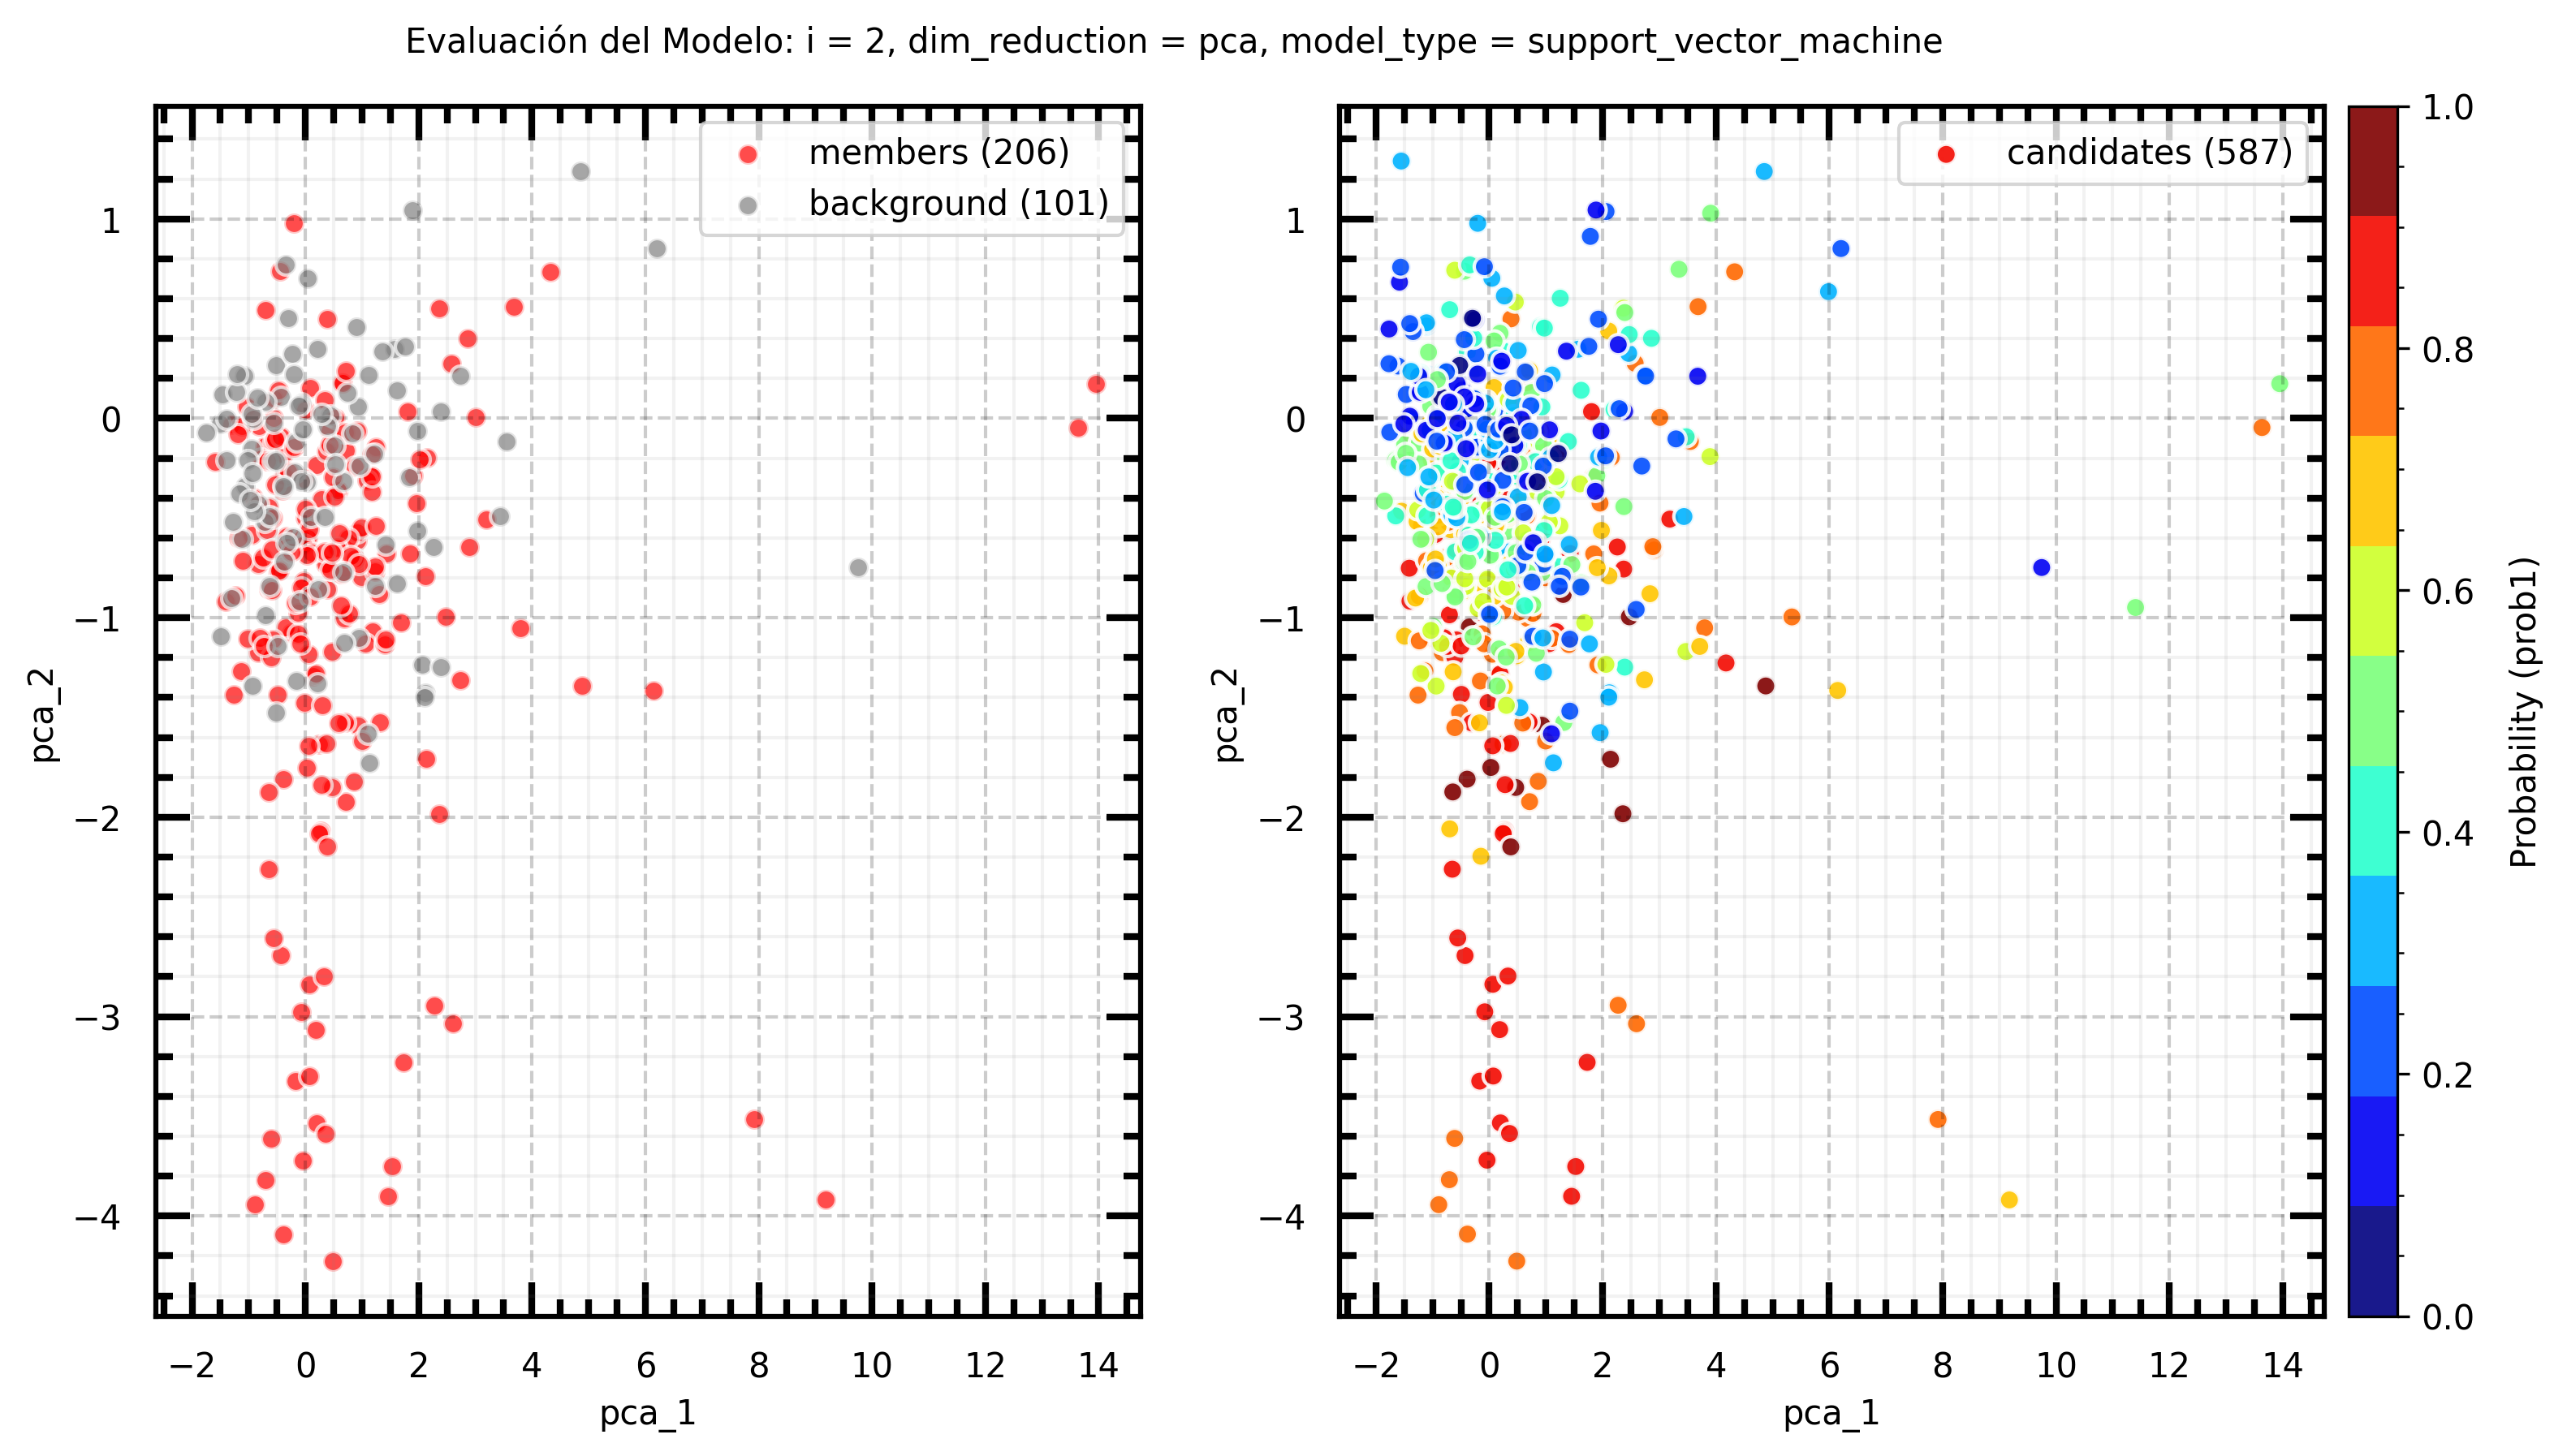 Evaluación del Modelo: i = 2, dim_reduction = pca, model_type = support_vector_machine
members (206)
background (101)
1
0
−1
−2
−3
−4
pca_2
−2 0 2 4 6 8 10 12 14
pca_1
candidates (587)
1
0
−1
−2
−3
−4
pca_2
−2 0 2 4 6 8 10 12 14
pca_1
1.0
0.8
0.6
0.4
0.2
0.0
Probability (prob1)